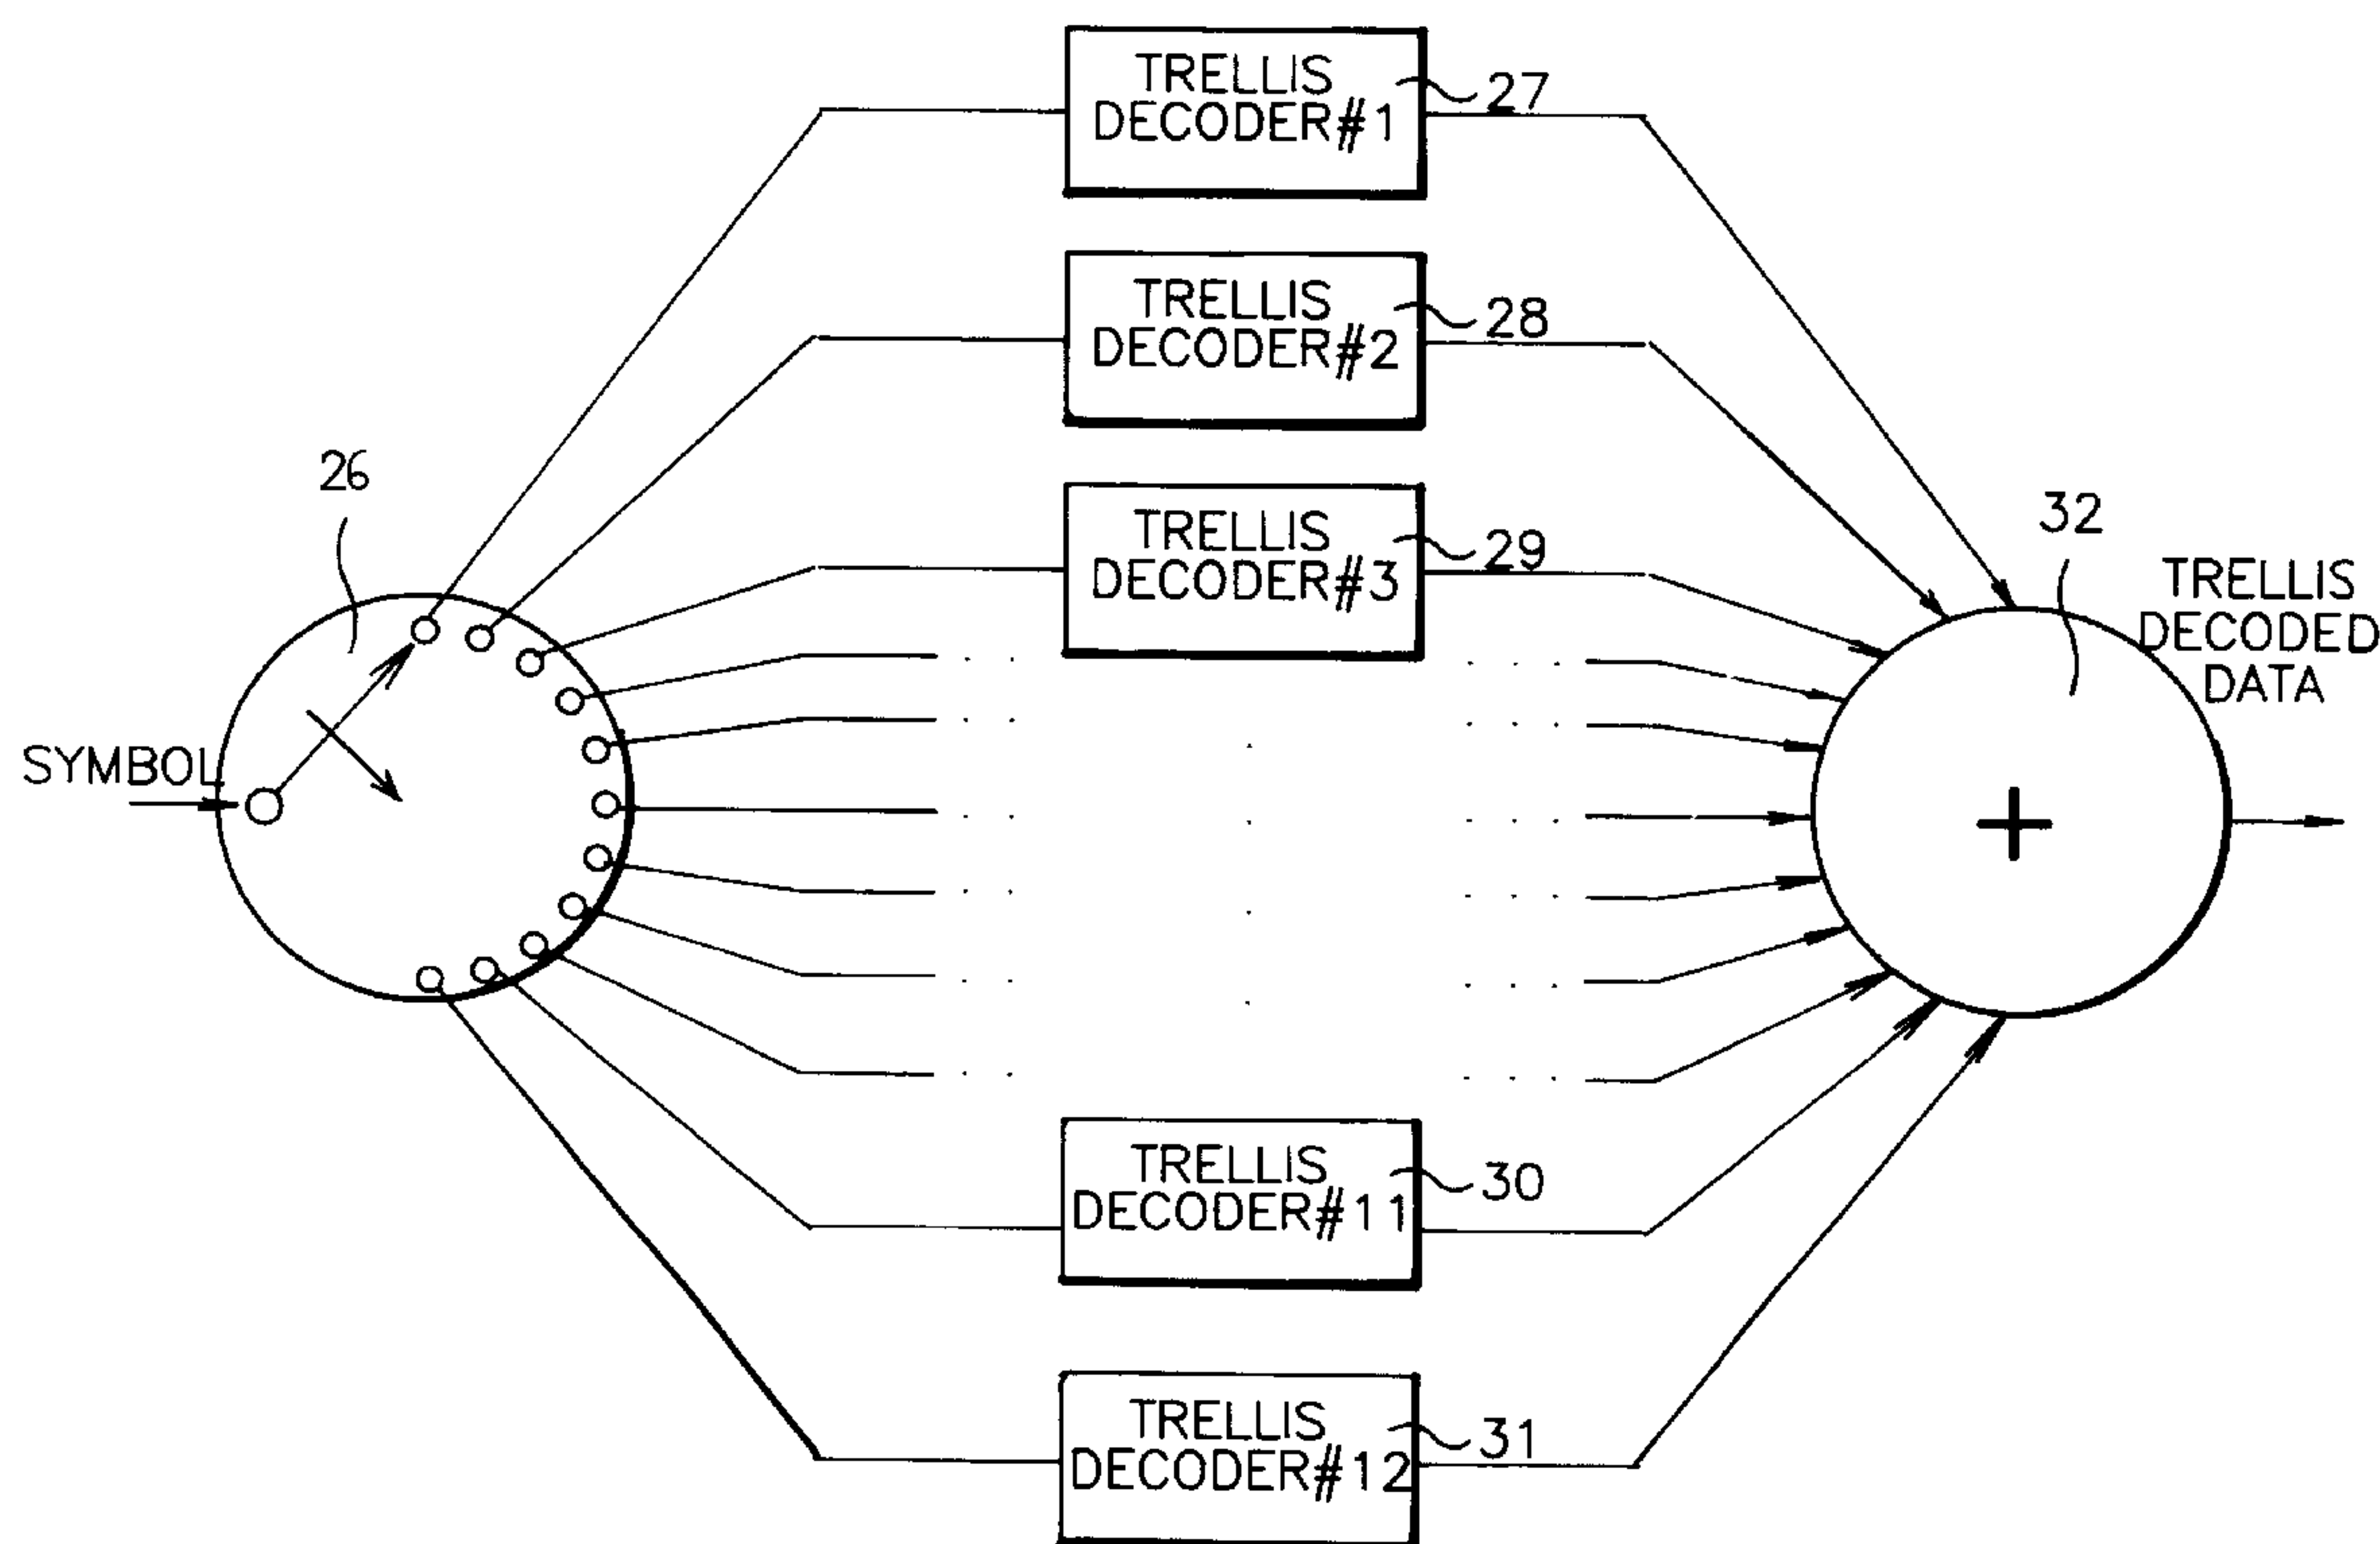 TRELLIS
DECODER#1
27
TRELLIS
DECODER#2
28
26
TRELLIS
DECODER#3
29
32
TRELLIS
DECODED
DATA
SYMBOL
+
TRELLIS
DECODER#11
30
TRELLIS
DECODER#12
31